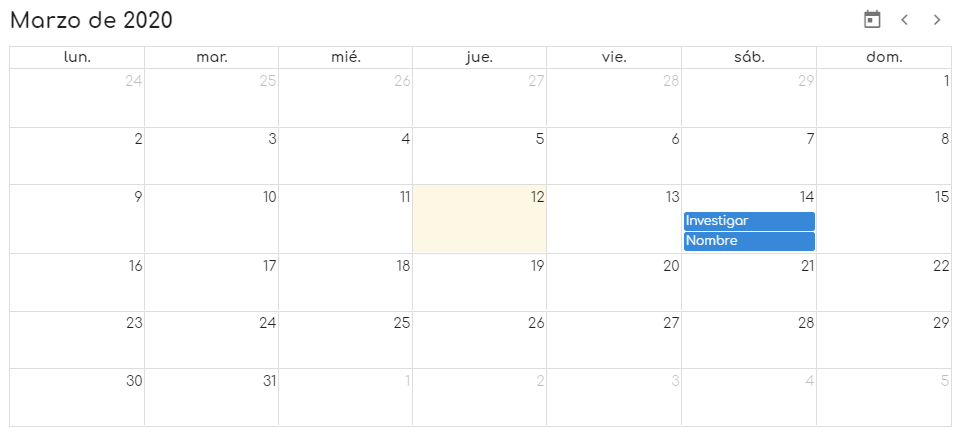 Marzo de 2020
lun. mar. mié. jue. vie. sáb. dom.
24 25 26 27 28 29 1
2 3 4 5 6 7 8
9 10 11 12 13 14 15
Investigar
Nombre
16 17 18 19 20 21 22
23 24 25 26 27 28 29
30 31 1 2 3 4 5